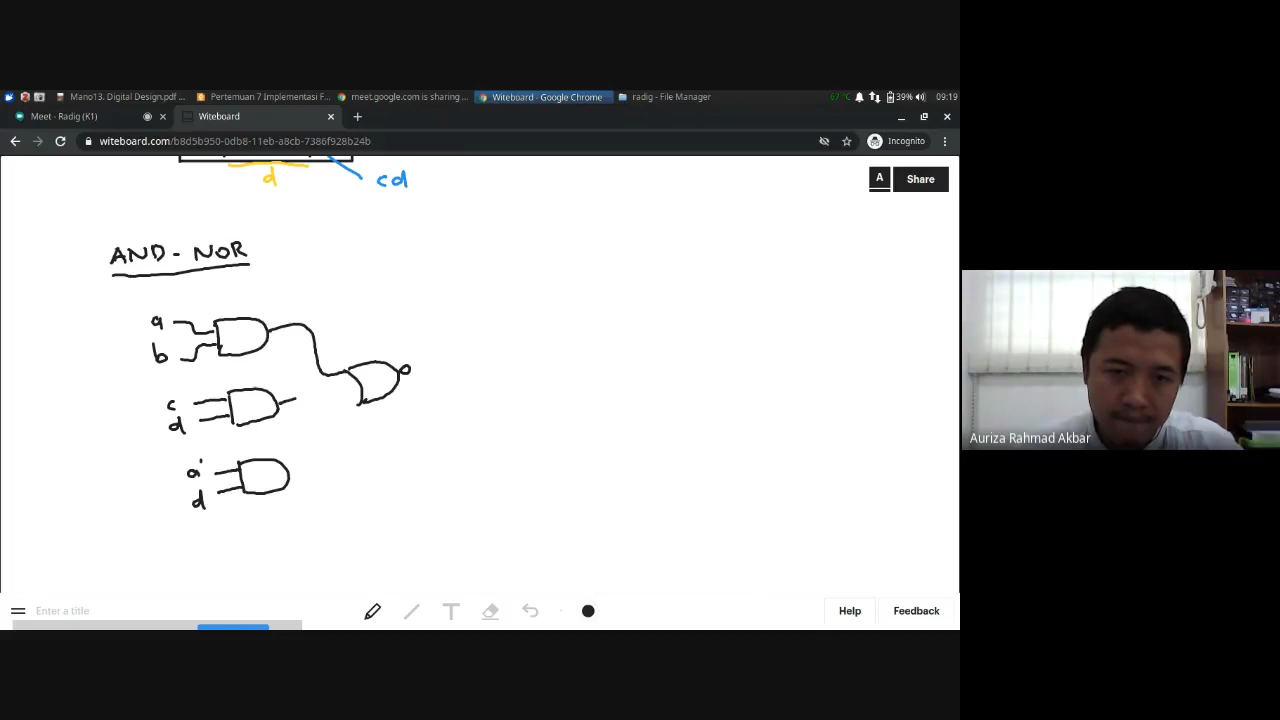 Mano13. Digital Design.pdf ...
Pertemuan 7 Implementasi F...
meet.google.com is sharing ...
Witeboard - Google Chrome
radig - File Manager
67 °C
39%
09:19
Meet - Radig (K1)
Witeboard
witeboard.com/b8d5b950-0db8-11eb-a8cb-7386f928b24b
Incognito
d
cd
A
Share
AND - NOR
a
b
c
d
a'
d
Auriza Rahmad Akbar
Enter a title
T
Help
Feedback